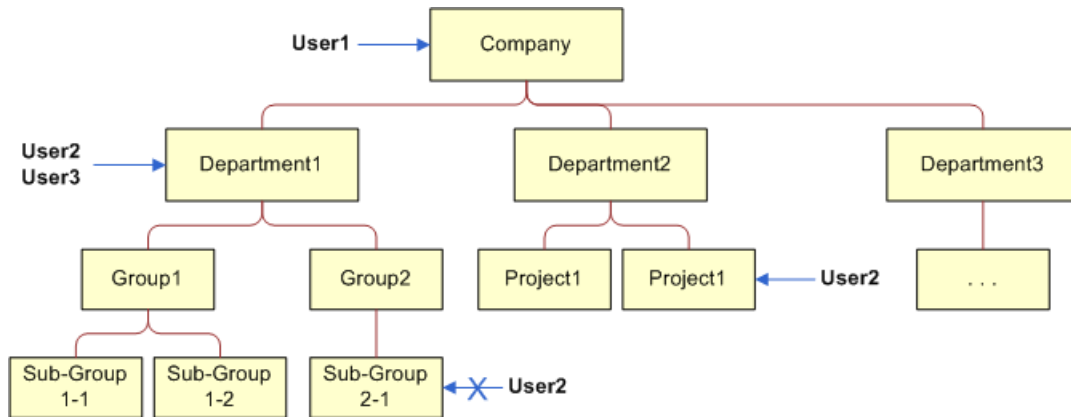 User1
Company
User2
User3
Department1
Department2
Department3
Group1
Group2
Project1
Project1
User2
. . .
Sub-Group
1-1
Sub-Group
1-2
Sub-Group
2-1
User2